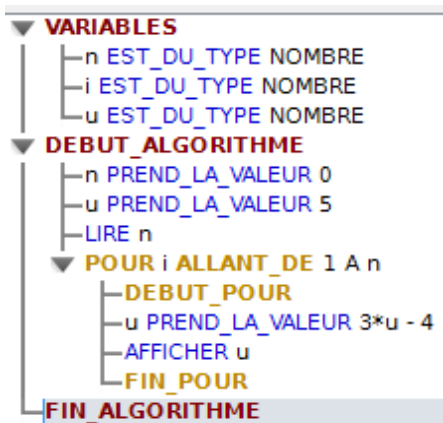 VARIABLES
n EST_DU_TYPE NOMBRE
i EST_DU_TYPE NOMBRE
u EST_DU_TYPE NOMBRE
DEBUT_ALGORITHME
n PREND_LA_VALEUR 0
u PREND_LA_VALEUR 5
LIRE n
POUR i ALLANT_DE 1 A n
DEBUT_POUR
u PREND_LA_VALEUR 3*u - 4
AFFICHER u
FIN_POUR
FIN_ALGORITHME